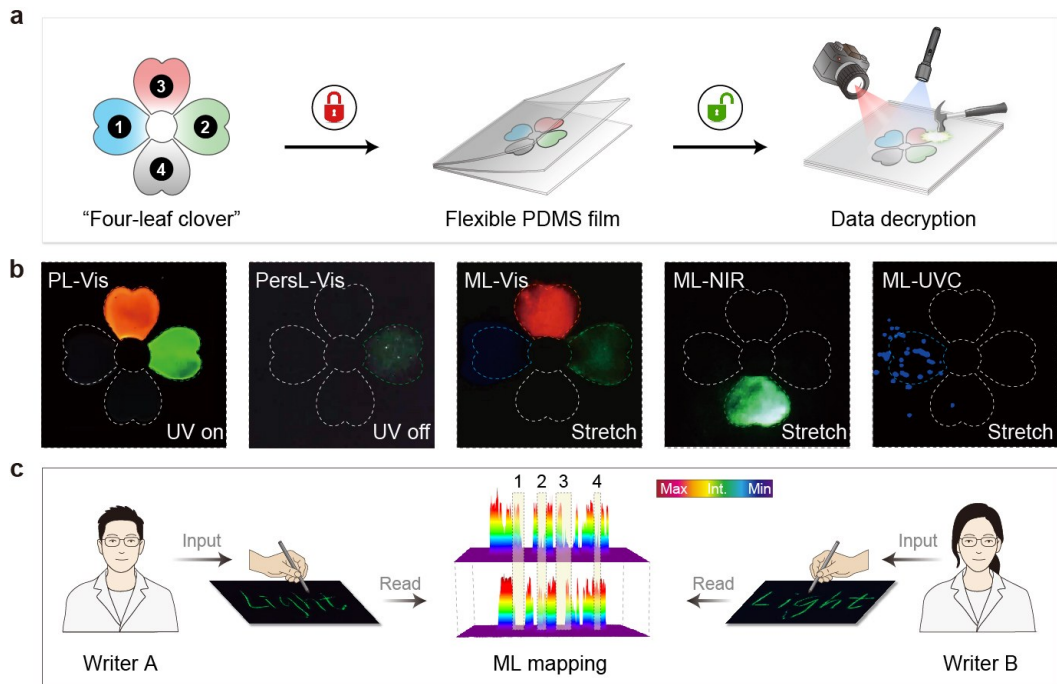 a
3
1
2
4
“Four-leaf clover”
Flexible PDMS film
Data decryption
b
PL-Vis
UV on
PersL-Vis
UV off
ML-Vis
Stretch
ML-NIR
Stretch
ML-UVC
Stretch
c
1 2 3 4
Max Int. Min
Input
Read
Light
Writer A
ML mapping
Input
Read
Light
Writer B